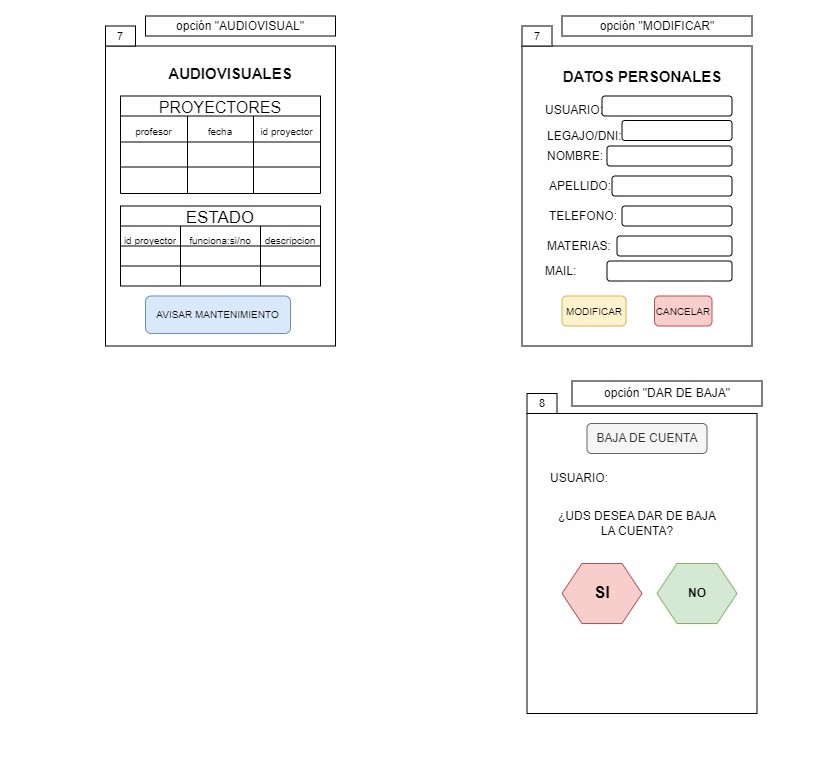 7
opción "AUDIOVISUAL"
AUDIOVISUALES
PROYECTORES
profesor fecha id proyector
ESTADO
id proyector funciona:si/no descripcion
AVISAR MANTENIMIENTO
7
opción "MODIFICAR"
DATOS PERSONALES
USUARIO:
LEGAJO/DNI:
NOMBRE:
APELLIDO:
TELEFONO:
MATERIAS:
MAIL:
MODIFICAR CANCELAR
8
opción "DAR DE BAJA"
BAJA DE CUENTA
USUARIO:
¿UDS DESEA DAR DE BAJA
LA CUENTA?
SI NO